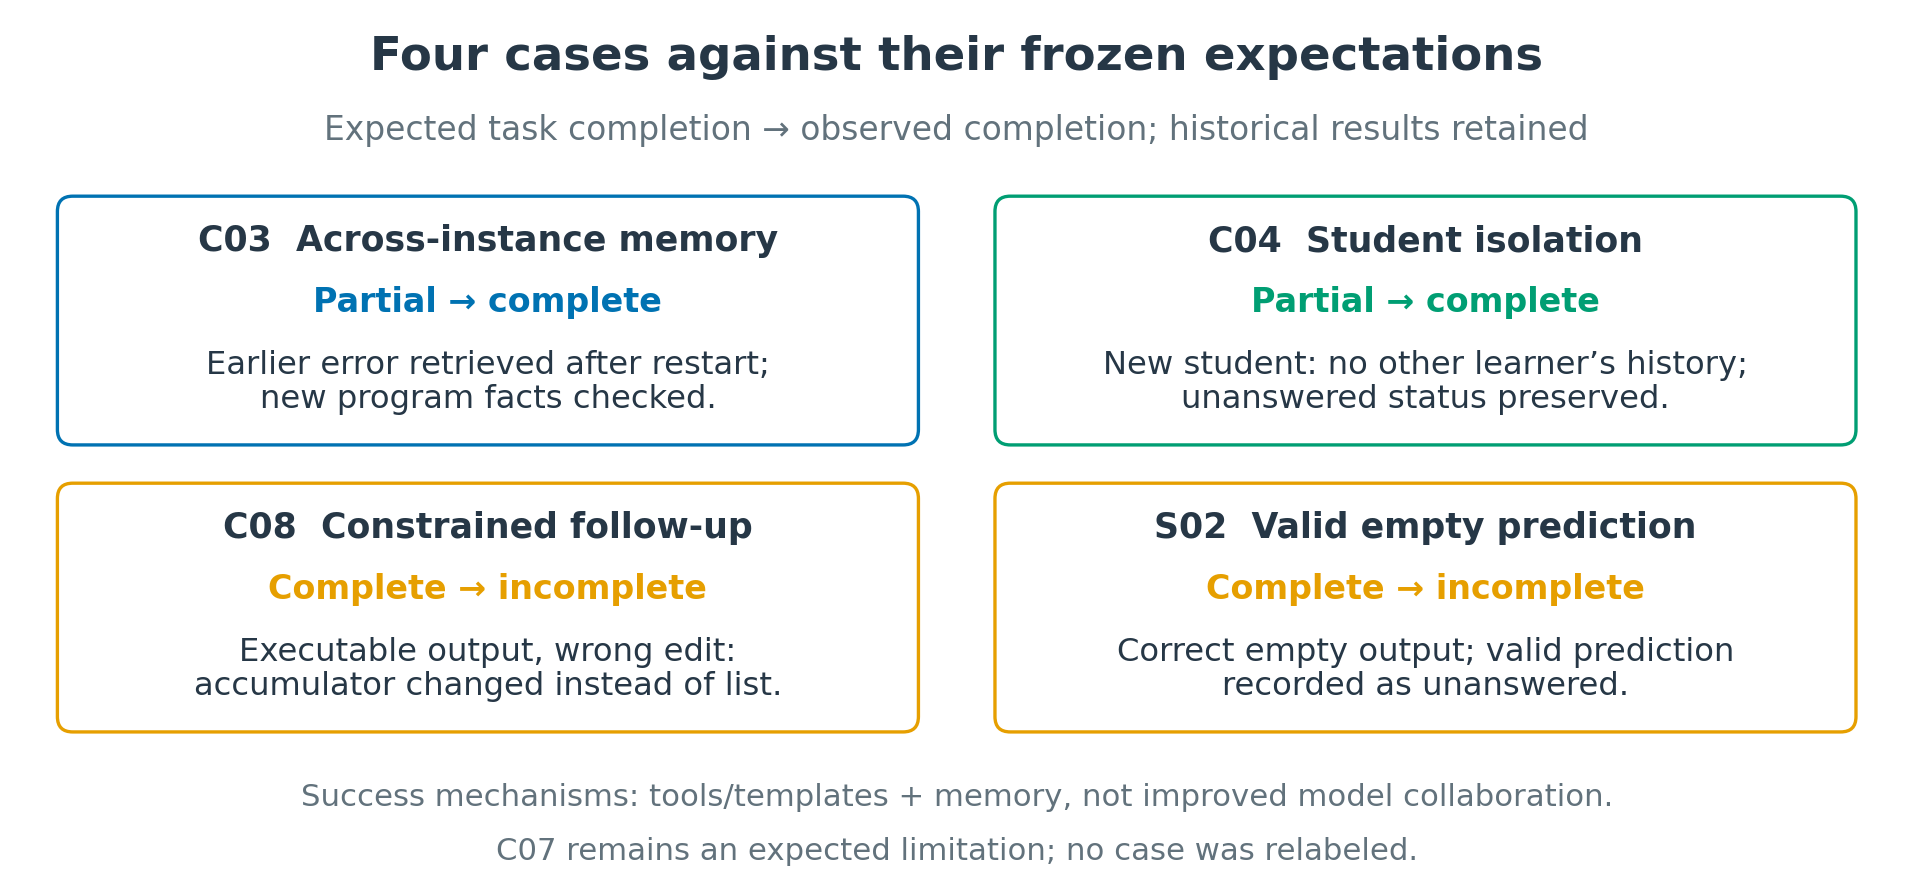 Four cases against their frozen expectations
Expected task completion → observed completion; historical results retained
C03  Across-instance memory
Partial → complete
Earlier error retrieved after restart;
new program facts checked.
C04  Student isolation
Partial → complete
New student: no other learner’s history;
unanswered status preserved.
C08  Constrained follow-up
Complete → incomplete
Executable output, wrong edit:
accumulator changed instead of list.
S02  Valid empty prediction
Complete → incomplete
Correct empty output; valid prediction
recorded as unanswered.
Success mechanisms: tools/templates + memory, not improved model collaboration.
C07 remains an expected limitation; no case was relabeled.